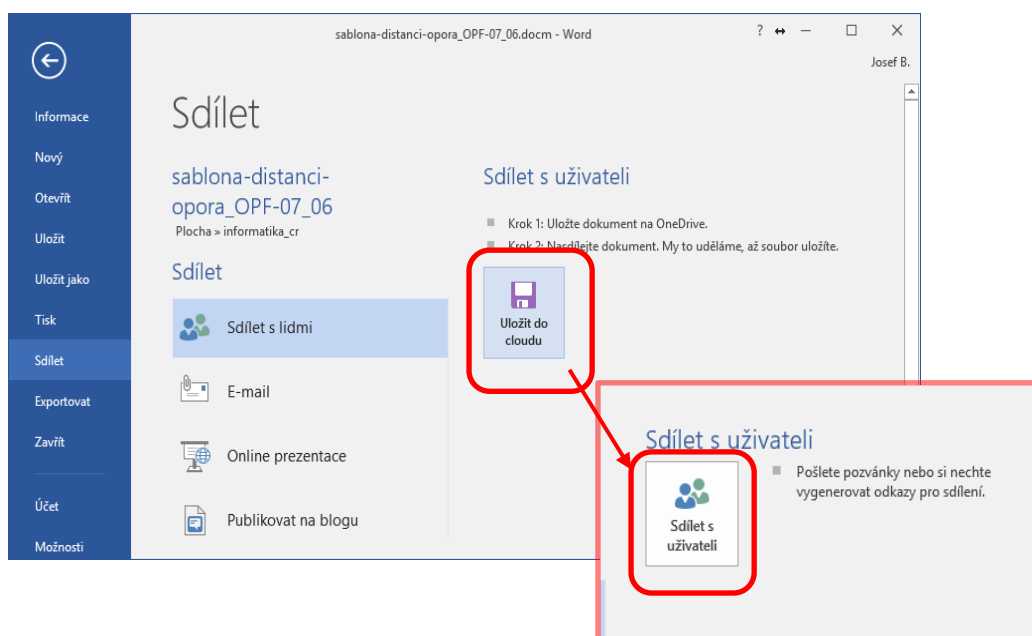 sablona-distanci-opora_OPF-07_06.docm - Word
?
Josef B.
Informace
Nový
Otevřít
Uložit
Uložit jako
Tisk
Sdílet
Exportovat
Zavřít
Účet
Možnosti
Sdílet
sablona-distanci-
opora_OPF-07_06
Plocha » informatika_cr
Sdílet
Sdílet s lidmi
E-mail
Online prezentace
Publikovat na blogu
Sdílet s uživateli
Krok 1: Uložte dokument na OneDrive.
Krok 2: Nasdílejte dokument. My to uděláme, až soubor uložíte.
Uložit do
cloudu
Sdílet s uživateli
Sdílet s
uživateli
Pošlete pozvánky nebo si nechte
vygenerovat odkazy pro sdílení.